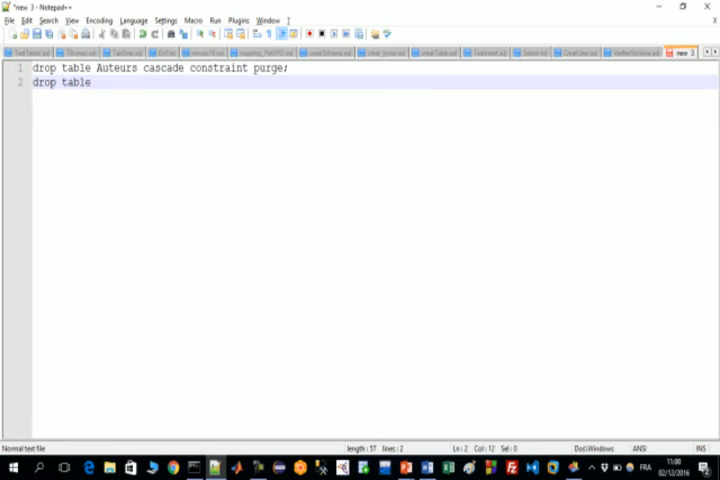 *new 3 - Notepad++
File Edit Search View Encoding Language Settings Macro Run Plugins Window ?
new 3
1 drop table Auteurs cascade constraint purge;
2 drop table
Normal text file length : 57 lines : 2 Ln : 2 Col : 12 Sel : 0 Dos\Windows ANSI INS
FRA
11:00
02/12/2016